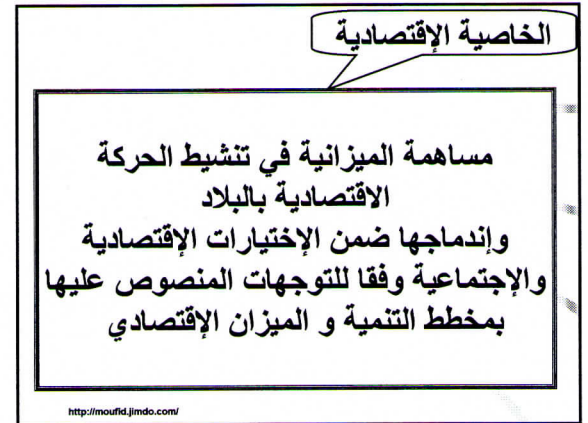 الخاصية الإقتصادية
مساهمة الميزانية في تنشيط الحركة
الاقتصادية بالبلاد
وإندماجها ضمن الإختيارات الإقتصادية
والإجتماعية وفقا للتوجهات المنصوص عليها
بمخطط التنمية و الميزان الإقتصادي
http://moufid.jimdo.com/